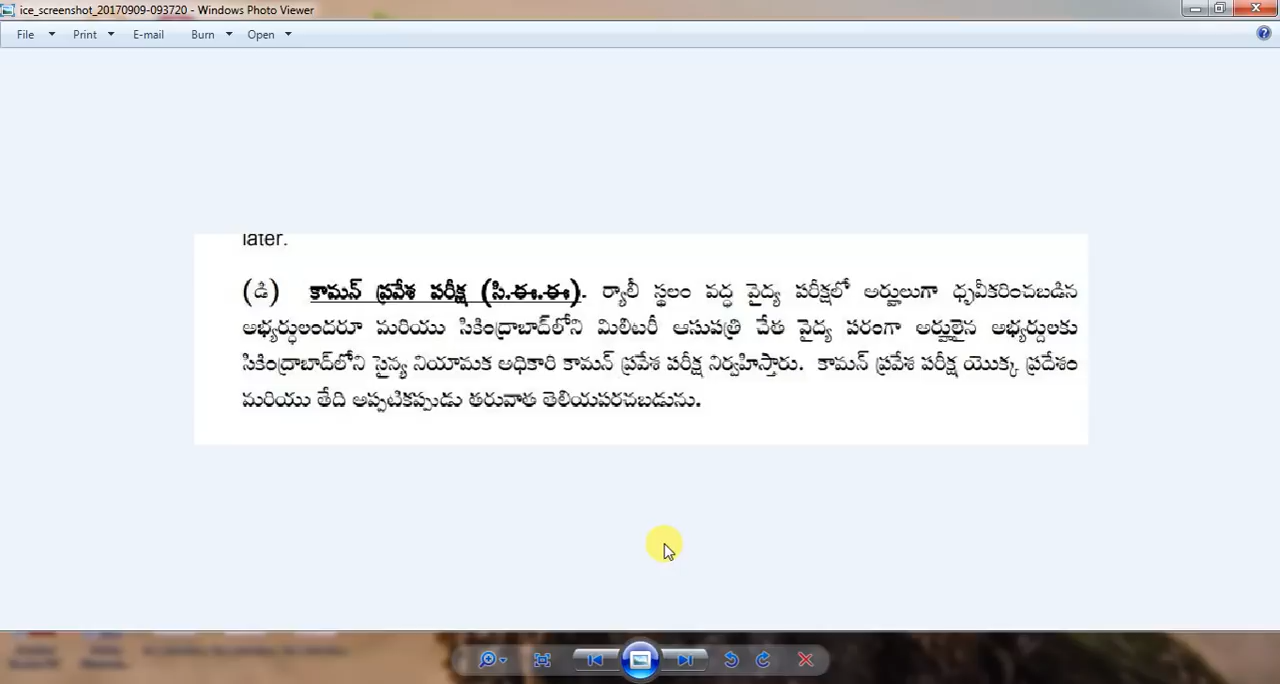 ice_screenshot_20170909-093720 - Windows Photo Viewer
File Print E-mail Burn Open
later.
(డి) కామన్ ప్రవేశ పరీక్ష (సి.ఈ.ఈ). ర్యాలీ స్థలం వద్ద వైద్య పరీక్షలో అర్హులుగా ధృవీకరించబడిన
అభ్యర్ధులందరూ మరియు సికింద్రాబాద్‌లోని మిలిటరీ ఆసుపత్రి చేత వైద్య పరంగా అర్హులైన అభ్యర్దులకు
సికింద్రాబాద్‌లోని సైన్య నియామక అధికారి కామన్ ప్రవేశ పరీక్ష నిర్వహిస్తారు. కామన్ ప్రవేశ పరీక్ష యొక్క ప్రదేశం
మరియు తేది అప్పటికప్పుడు తరువాత తెలియపరచబడును.